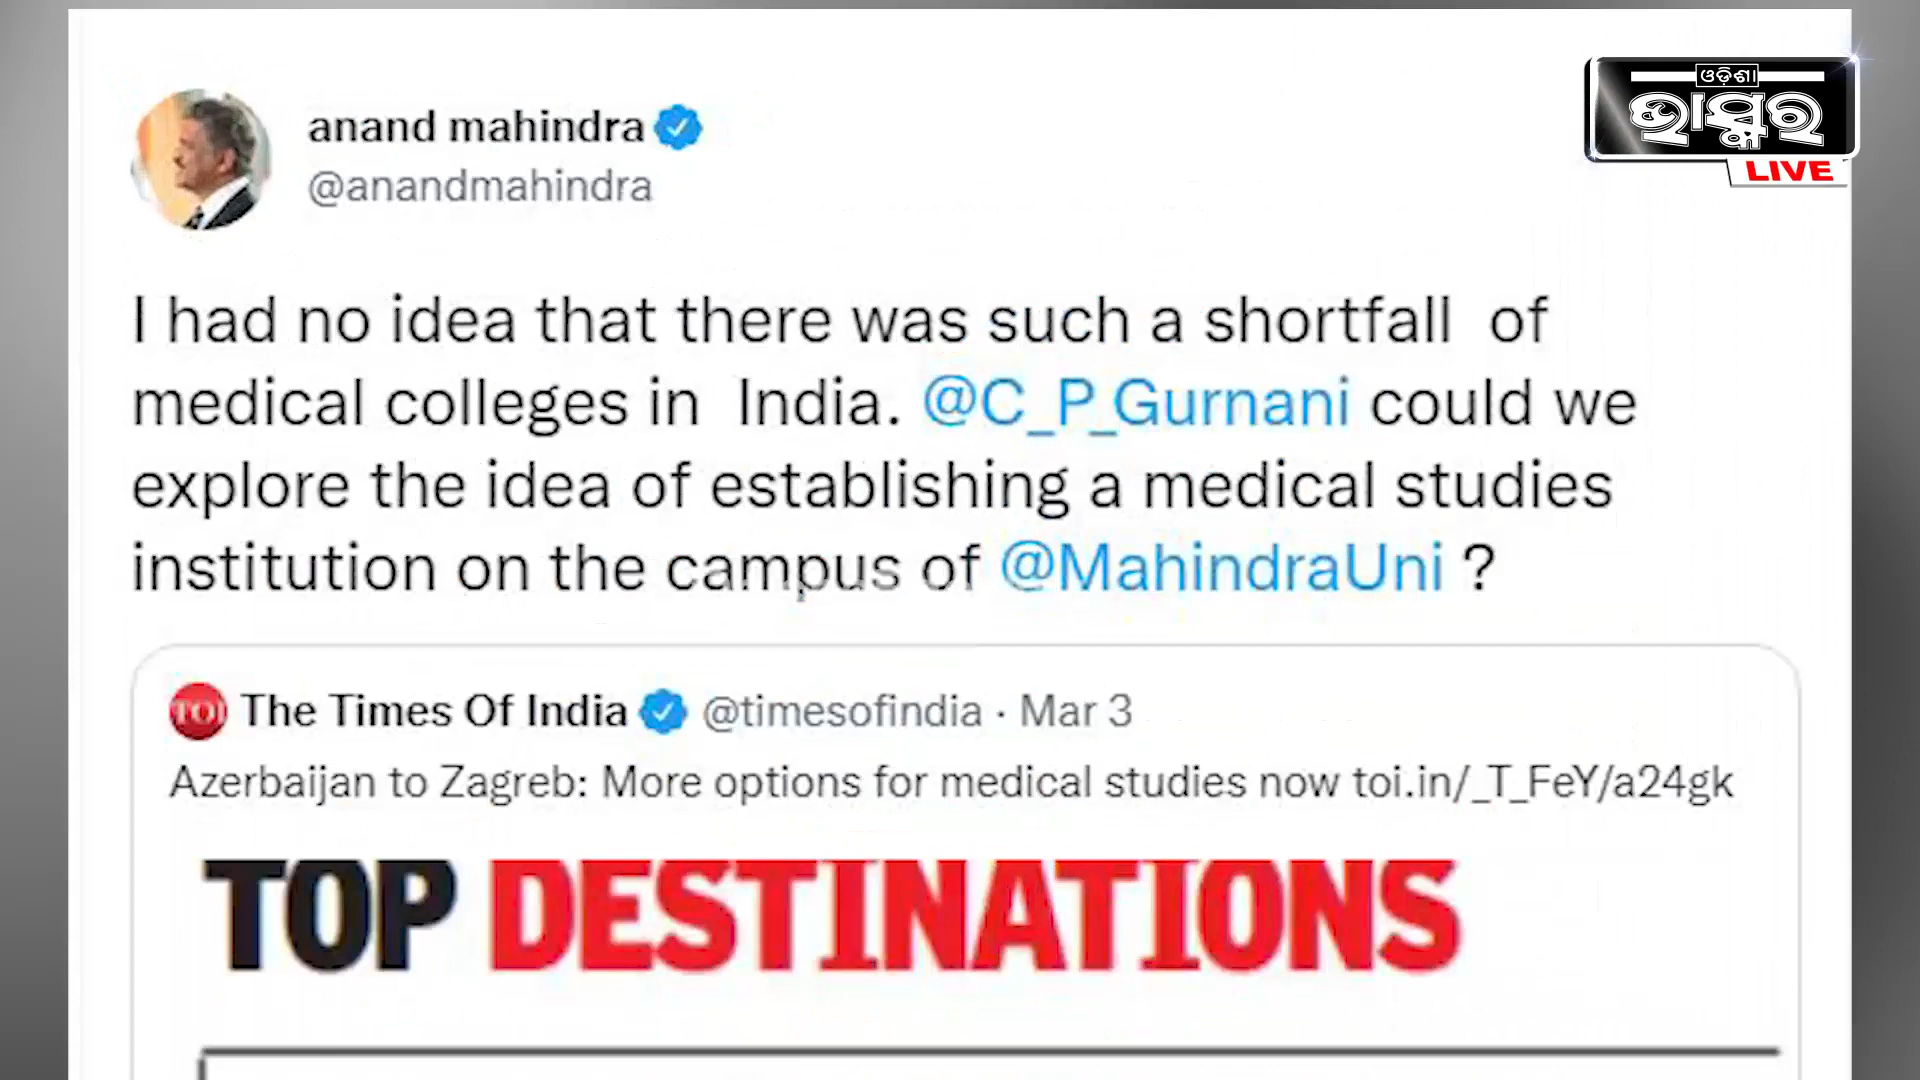 ଓଡ଼ିଶା
ଭାସ୍କର
LIVE
anand mahindra
@anandmahindra
I had no idea that there was such a shortfall of
medical colleges in India. @C_P_Gurnani could we
explore the idea of establishing a medical studies
institution on the campus of @MahindraUni ?
TOI The Times Of India @timesofindia · Mar 3
Azerbaijan to Zagreb: More options for medical studies now toi.in/_T_FeY/a24gk
TOP DESTINATIONS